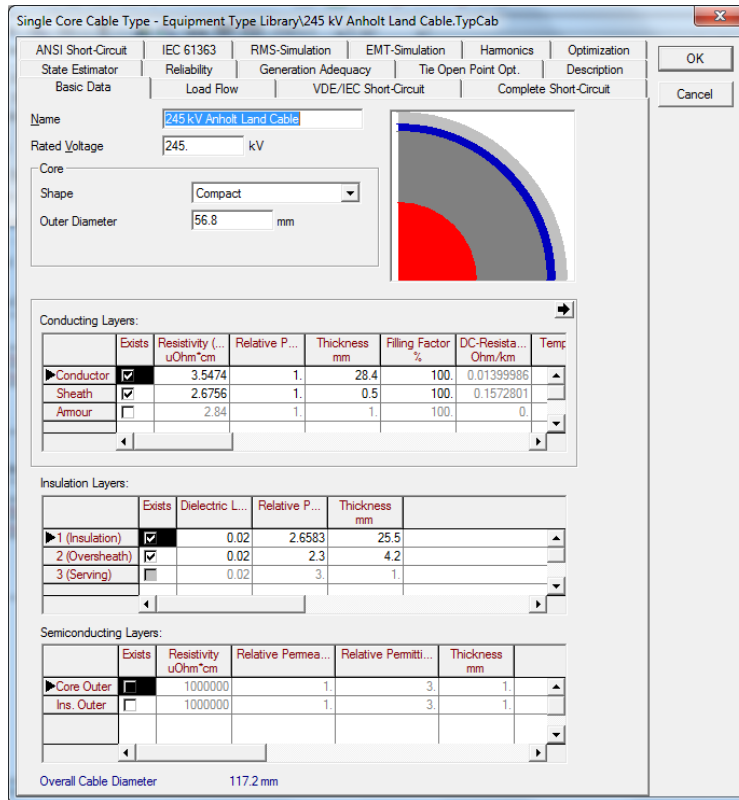 Single Core Cable Type - Equipment Type Library\245 kV Anholt Land Cable.TypCab
ANSI Short-Circuit IEC 61363 RMS-Simulation EMT-Simulation Harmonics Optimization
State Estimator Reliability Generation Adequacy Tie Open Point Opt. Description
Basic Data Load Flow VDE/IEC Short-Circuit Complete Short-Circuit
OK
Cancel
Name 245 kV Anholt Land Cable
Rated Voltage 245. kV
Core
Shape Compact
Outer Diameter 56.8 mm
Conducting Layers:
Exists Resistivity (... Relative P... Thickness Filling Factor DC-Resista... Temp
uOhm*cm mm % Ohm/km
Conductor 3.5474 1. 28.4 100. 0.01399986
Sheath 2.6756 1. 0.5 100. 0.1572801
Amour 2.84 1. 1. 100. 0.
Insulation Layers:
Exists Dielectric L... Relative P... Thickness
mm
1 (Insulation) 0.02 2.6583 25.5
2 (Oversheath) 0.02 2.3 4.2
3 (Serving) 0.02 3. 1.
Semiconducting Layers:
Exists Resistivity Relative Permea... Relative Permitti... Thickness
uOhm*cm mm
Core Outer 1000000 1. 3. 1.
Ins. Outer 1000000 1. 3. 1.
Overall Cable Diameter 117.2 mm